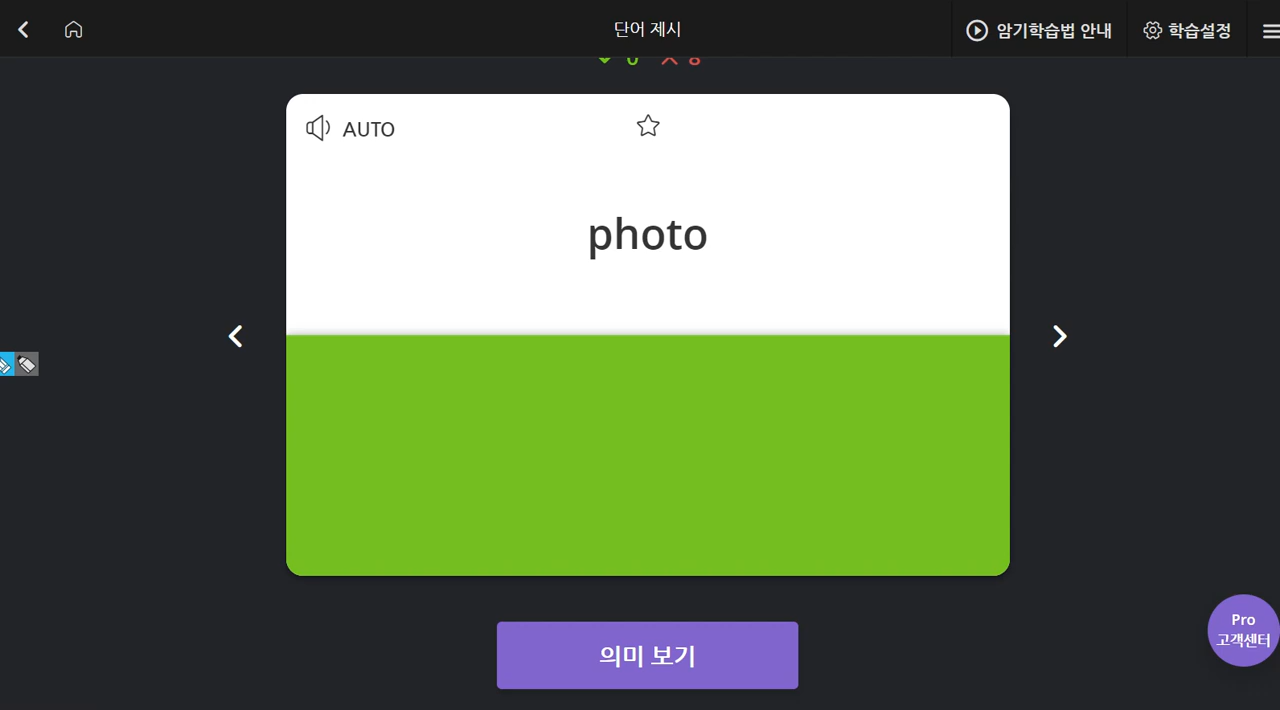 단어 제시
암기학습법 안내
학습설정
AUTO
photo
의미 보기
Pro
고객센터